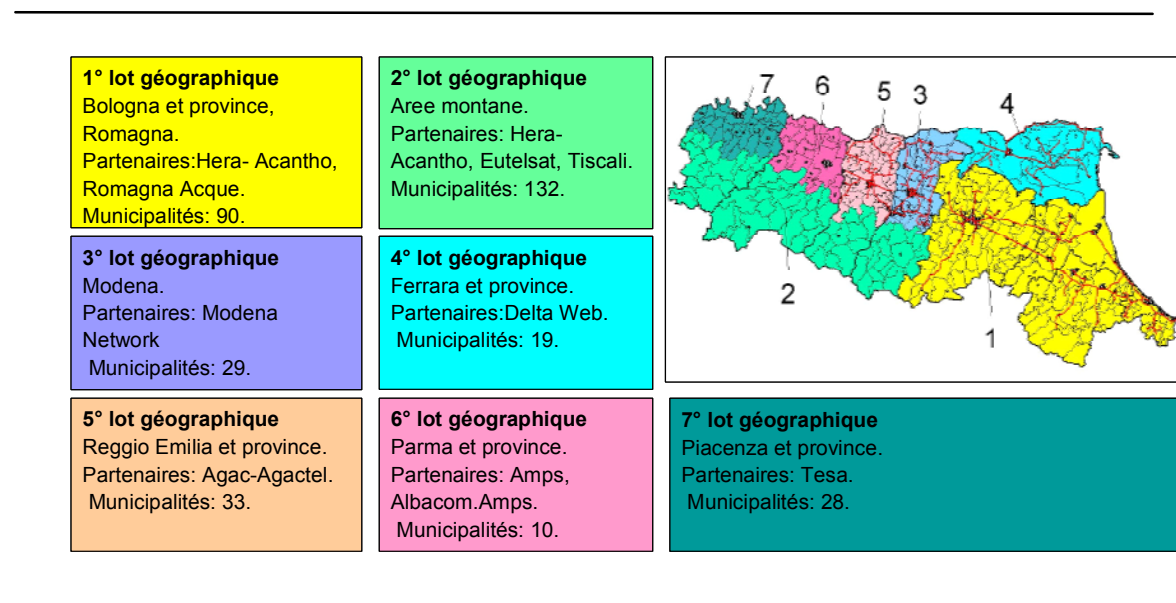 1° lot géographique
Bologna et province,
Romagna.
Partenaires:Hera- Acantho,
Romagna Acque.
Municipalités: 90.
2° lot géographique
Aree montane.
Partenaires: Hera-
Acantho, Eutelsat, Tiscali.
Municipalités: 132.
7
6
5
3
4
2
1
3° lot géographique
Modena.
Partenaires: Modena
Network
Municipalités: 29.
4° lot géographique
Ferrara et province.
Partenaires:Delta Web.
Municipalités: 19.
5° lot géographique
Reggio Emilia et province.
Partenaires: Agac-Agactel.
Municipalités: 33.
6° lot géographique
Parma et province.
Partenaires: Amps,
Albacom.Amps.
Municipalités: 10.
7° lot géographique
Piacenza et province.
Partenaires: Tesa.
Municipalités: 28.